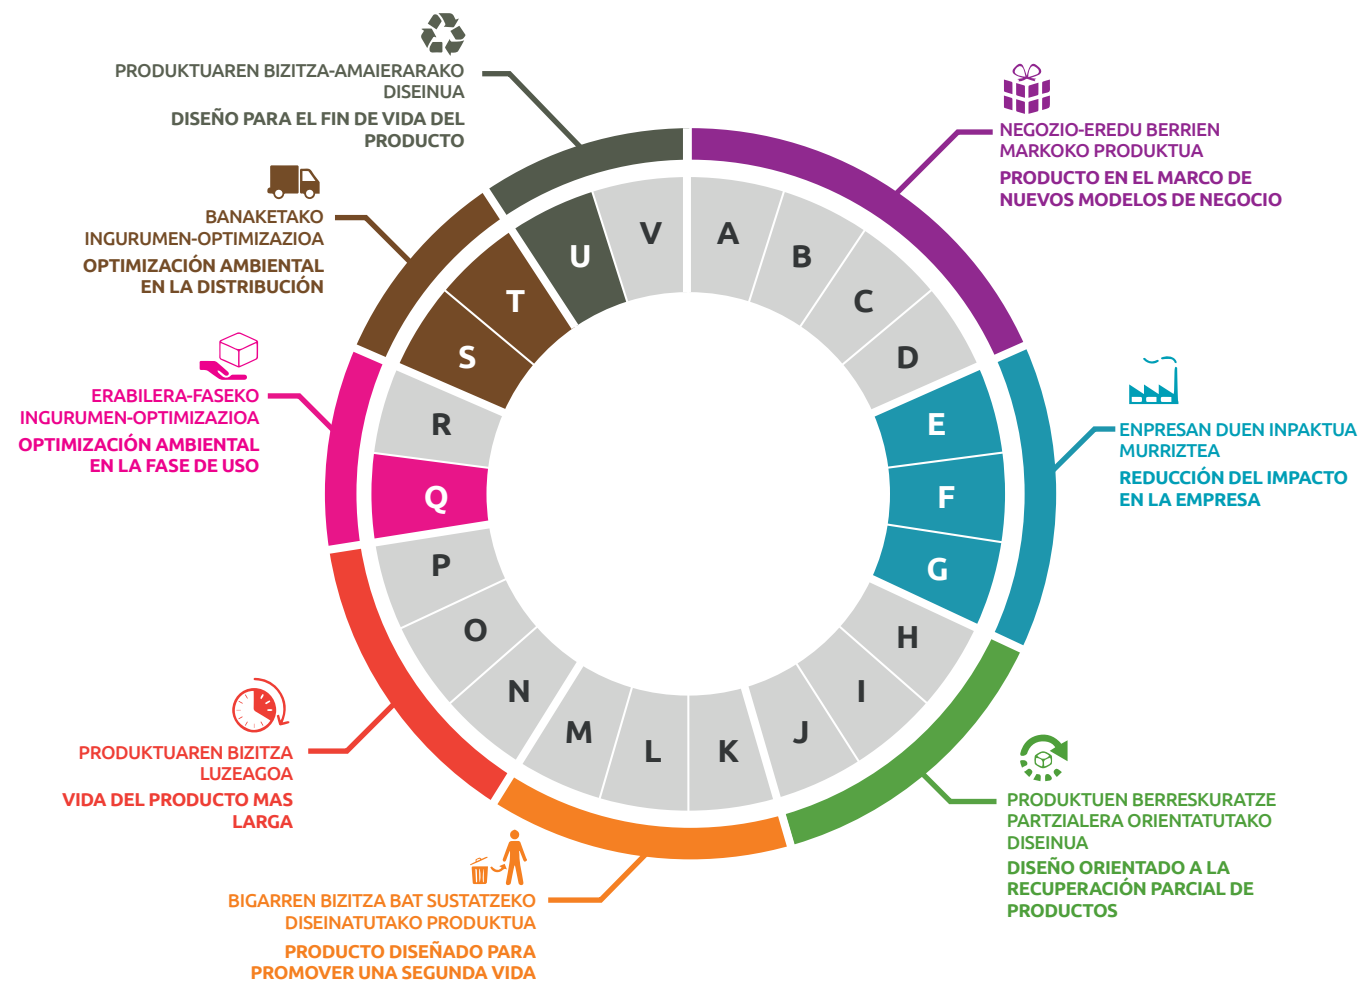 PRODUKTUAREN BIZITZA-AMAIERARAKO
DISEINUA
DISEÑO PARA EL FIN DE VIDA DEL
PRODUCTO
NEGOZIO-EREDU BERRIEN
MARKOKO PRODUKTUA
PRODUCTO EN EL MARCO DE
NUEVOS MODELOS DE NEGOCIO
BANAKETAKO
INGURUMEN-OPTIMIZAZIOA
OPTIMIZACIÓN AMBIENTAL
EN LA DISTRIBUCIÓN
ERABILERA-FASEKO
INGURUMEN-OPTIMIZAZIOA
OPTIMIZACIÓN AMBIENTAL
EN LA FASE DE USO
ENPRESAN DUEN INPAKTUA
MURRIZTEA
REDUCCIÓN DEL IMPACTO
EN LA EMPRESA
PRODUKTUAREN BIZITZA
LUZEAGOA
VIDA DEL PRODUCTO MAS
LARGA
PRODUKTUEN BERRESKURATZE
PARTZIALERA ORIENTATUTAKO
DISEINUA
DISEÑO ORIENTADO A LA
RECUPERACIÓN PARCIAL DE
PRODUCTOS
BIGARREN BIZITZA BAT SUSTATZEKO
DISEINATUTAKO PRODUKTUA
PRODUCTO DISEÑADO PARA
PROMOVER UNA SEGUNDA VIDA
A
B
C
D
E
F
G
H
I
J
K
L
M
N
O
P
Q
R
S
T
U
V